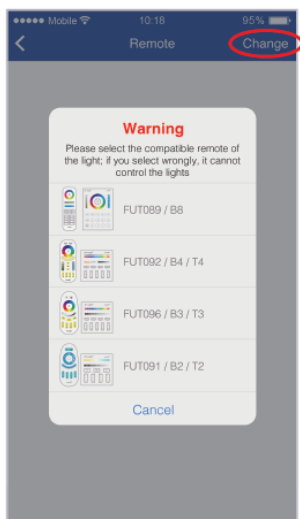 Mobile 10:18 95%
Remote Change
Warning
Please select the compatible remote of
the light; if you select wrongly, it cannot
control the lights
FUT089 / B8
FUT092 / B4 / T4
FUT096 / B3 / T3
FUT091 / B2 / T2
Cancel